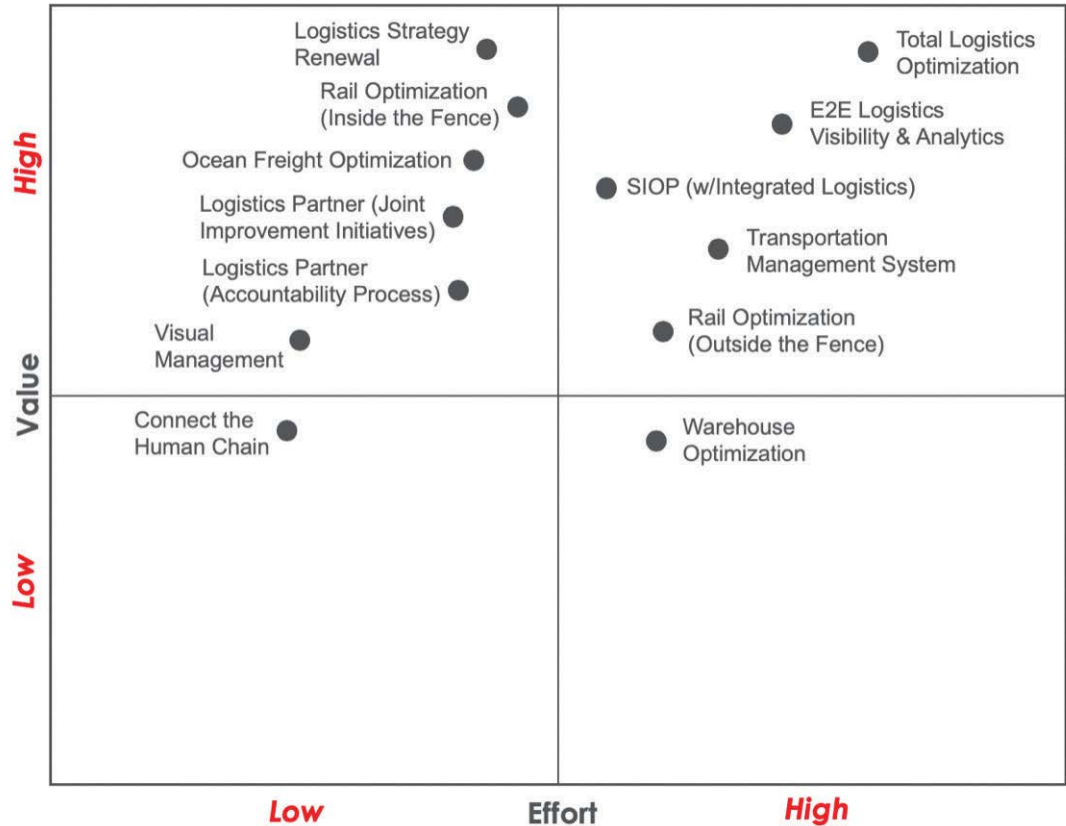 Logistics Strategy
Renewal
Total Logistics
Optimization
Rail Optimization
(Inside the Fence)
E2E Logistics
Visibility & Analytics
Ocean Freight Optimization
SIOP (w/Integrated Logistics)
Logistics Partner (Joint
Improvement Initiatives)
Transportation
Management System
Logistics Partner
(Accountability Process)
Rail Optimization
(Outside the Fence)
Visual
Management
Connect the
Human Chain
Warehouse
Optimization
High
Value
Low
Low
Effort
High